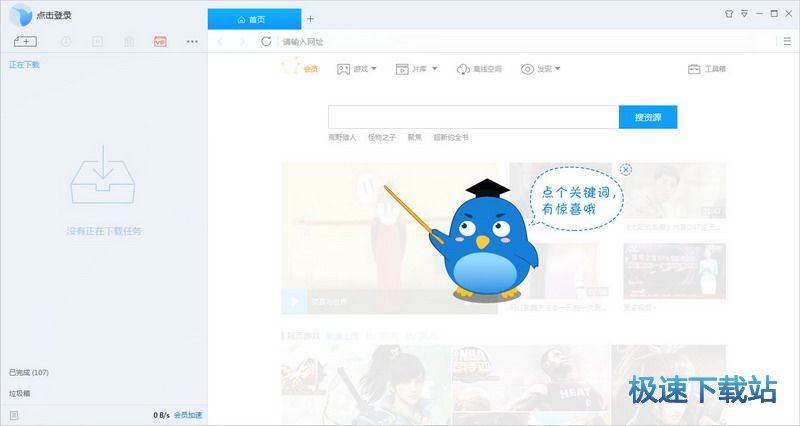 点击登录
首页
请输入网址
VIP
正在下载
会员
游戏
片库
离线空间
发现
工具箱
搜资源
荒野猎人 怪物之子 聚焦 超新约全书
点个关键词，
有惊喜哦
没有正在下载任务
NBA
HEAT
已完成 (107)
垃圾箱
0 B/s 会员加速
极速下载站